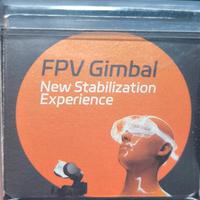 FPV Gimbal
New Stabilization
Experience